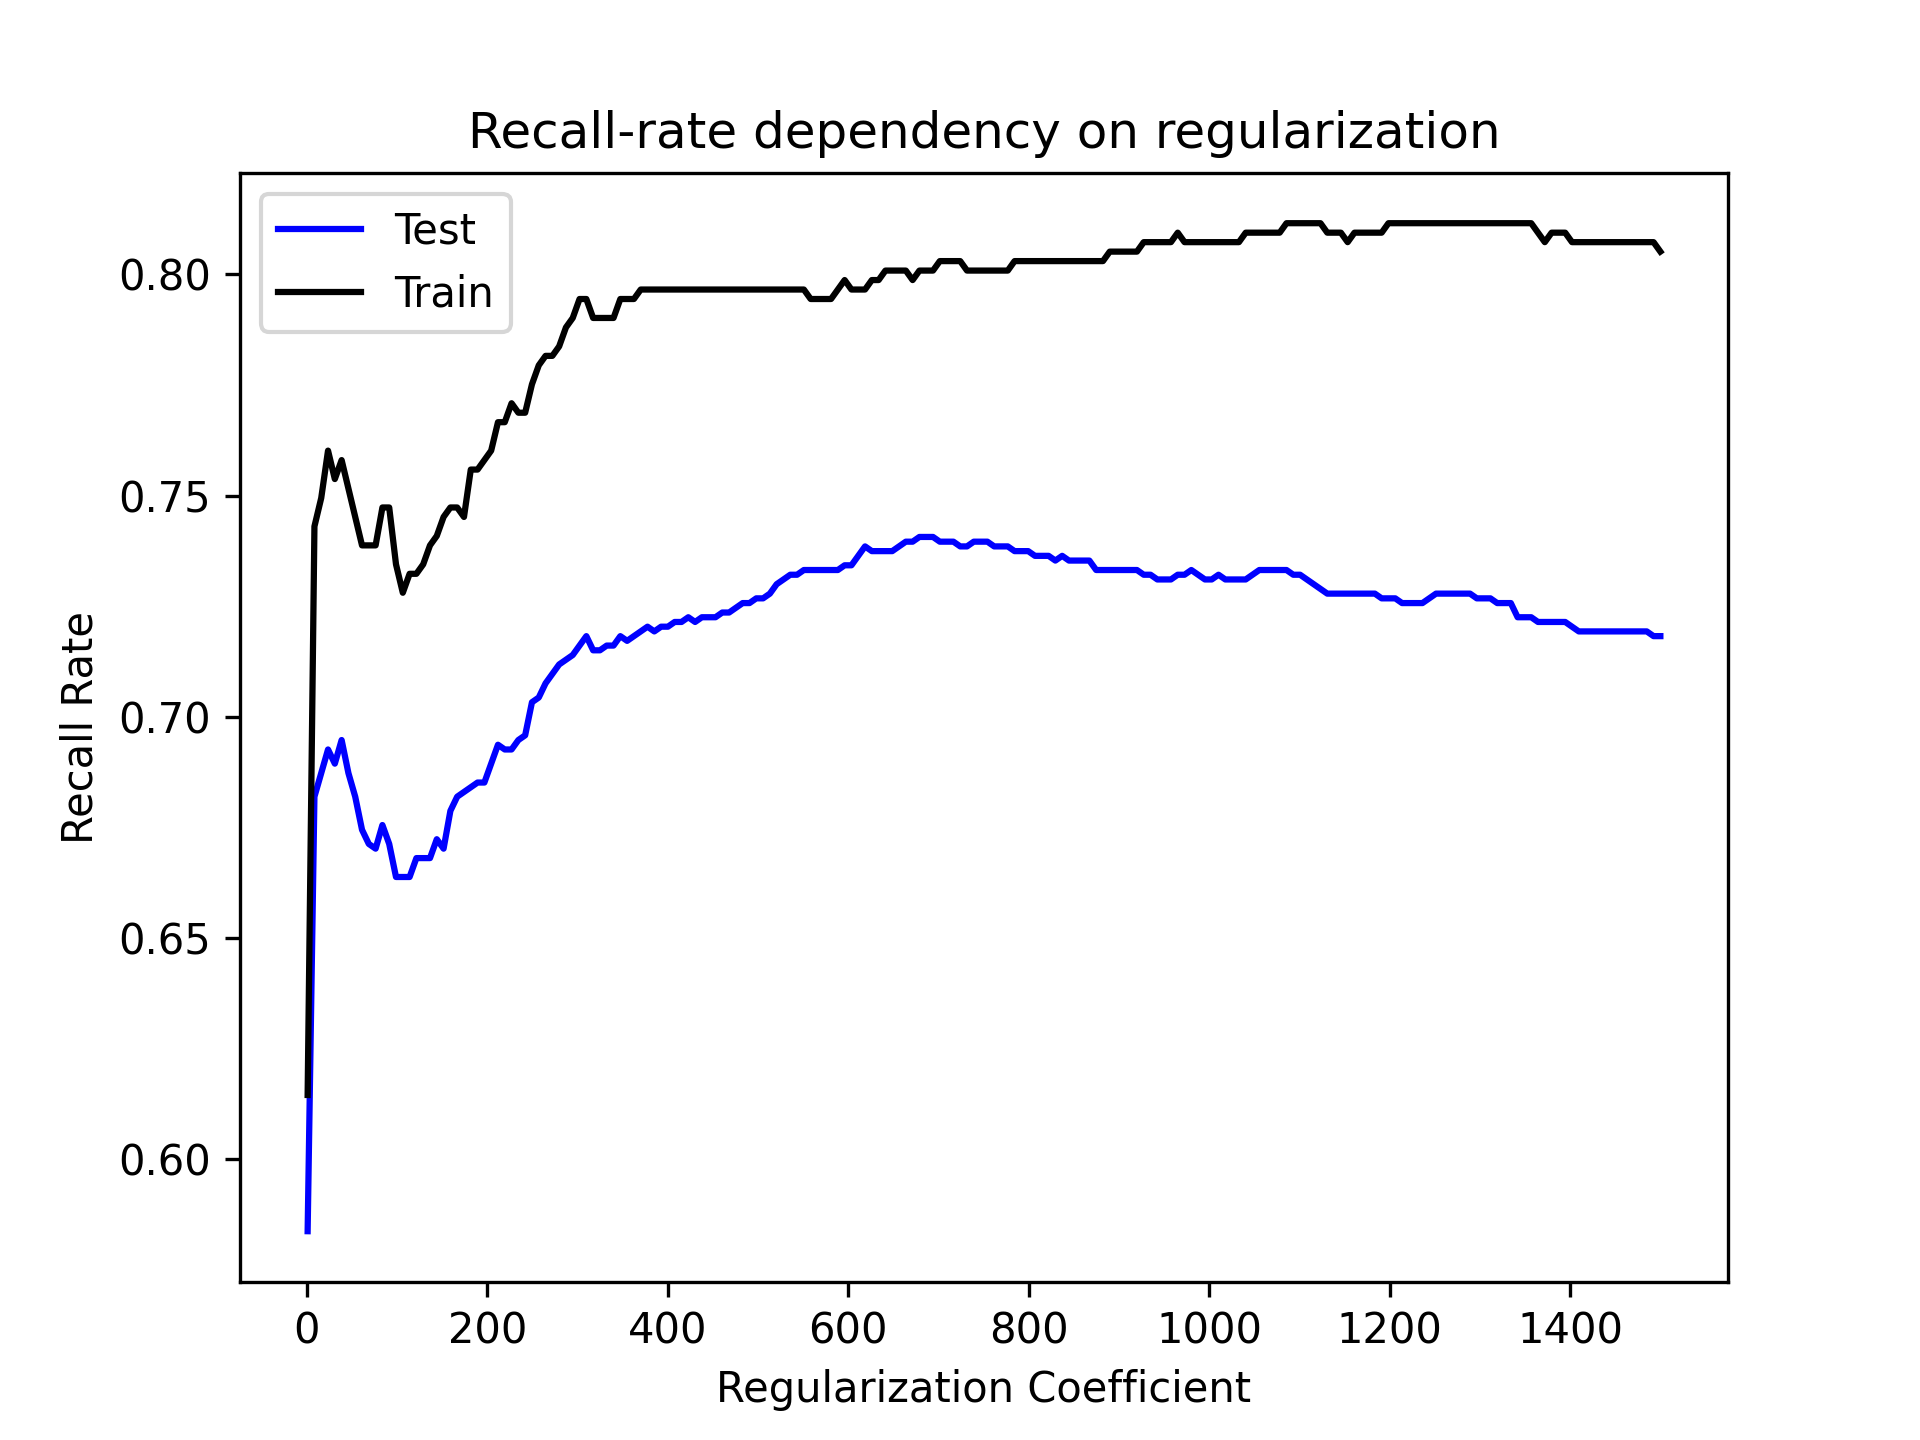 Recall-rate dependency on regularization
Test
Train
0.80
0.75
0.70
0.65
0.60
Recall Rate
0 200 400 600 800 1000 1200 1400
Regularization Coefficient